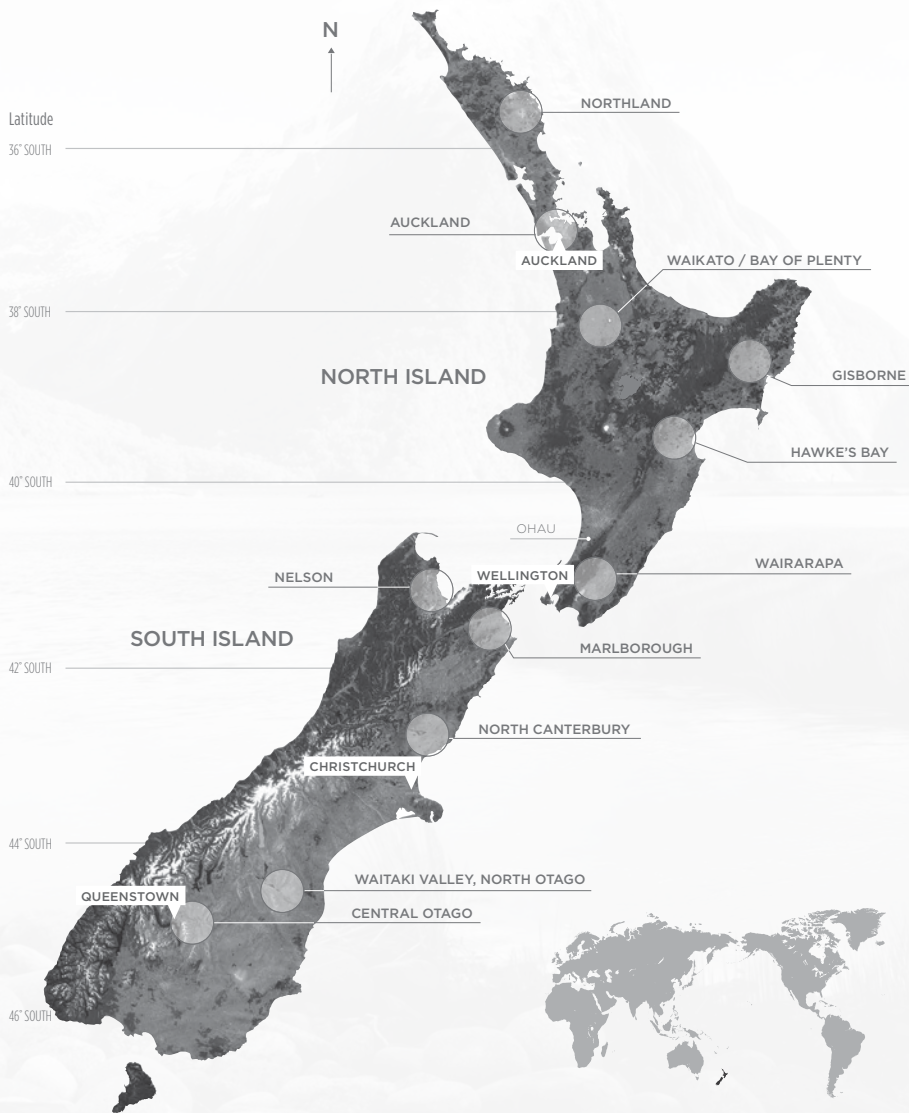 N
NORTHLAND
Latitude
36° SOUTH
AUCKLAND
AUCKLAND
WAIKATO / BAY OF PLENTY
38° SOUTH
NORTH ISLAND
GISBORNE
HAWKE'S BAY
40° SOUTH
OHAU
WAIRARAPA
NELSON
WELLINGTON
SOUTH ISLAND
MARLBOROUGH
42° SOUTH
NORTH CANTERBURY
CHRISTCHURCH
44° SOUTH
WAITAKI VALLEY, NORTH OTAGO
QUEENSTOWN
CENTRAL OTAGO
46° SOUTH